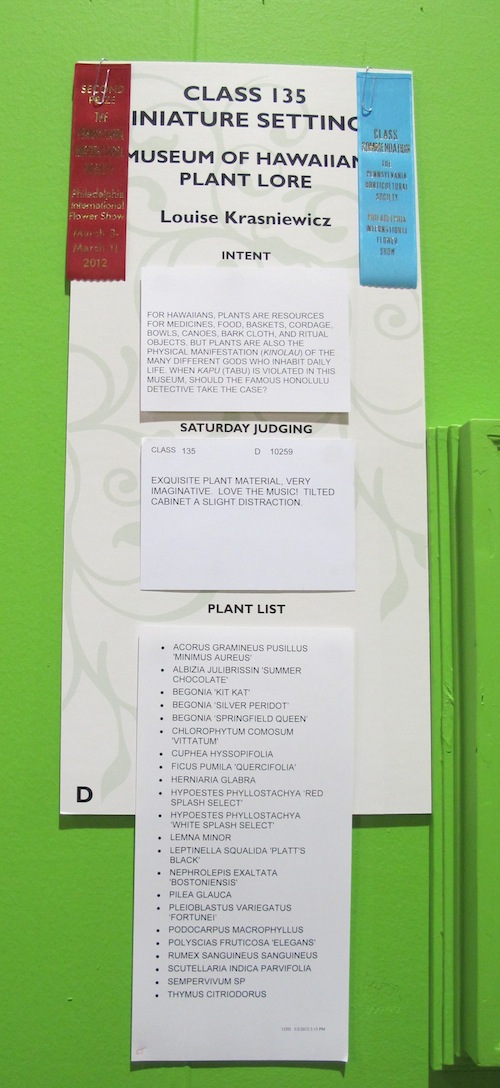 SECOND
PRIZE
THE
Philadelphia
International
Flower Show
March 3-
March 11
2012
CLASS 135
INIATURE SETTING
MUSEUM OF HAWAIIAN
PLANT LORE
Louise Krasniewicz
CLASS
COMMENDATION
THE
PENNSYLVANIA
HORTICULTURAL
SOCIETY
PHILADELPHIA
INTERNATIONAL
FLOWER
SHOW
INTENT
FOR HAWAIIANS, PLANTS ARE RESOURCES
FOR MEDICINES, FOOD, BASKETS, CORDAGE,
BOWLS, CANOES, BARK CLOTH, AND RITUAL
OBJECTS. BUT PLANTS ARE ALSO THE
PHYSICAL MANIFESTATION (KINOLAU) OF THE
MANY DIFFERENT GODS WHO INHABIT DAILY
LIFE. WHEN KAPU (TABU) IS VIOLATED IN THIS
MUSEUM, SHOULD THE FAMOUS HONOLULU
DETECTIVE TAKE THE CASE?
SATURDAY JUDGING
CLASS 135 D 10259
EXQUISITE PLANT MATERIAL, VERY
IMAGINATIVE. LOVE THE MUSIC! TILTED
CABINET A SLIGHT DISTRACTION.
PLANT LIST
• ACORUS GRAMINEUS PUSILLUS
'MINIMUS AUREUS'
• ALBIZIA JULIBRISSIN 'SUMMER
CHOCOLATE'
• BEGONIA 'KIT KAT'
• BEGONIA 'SILVER PERIDOT'
• BEGONIA 'SPRINGFIELD QUEEN'
• CHLOROPHYTUM COMOSUM
'VITTATUM'
• CUPHEA HYSSOPIFOLIA
• FICUS PUMILA 'QUERCIFOLIA'
• HERNIARIA GLABRA
• HYPOESTES PHYLLOSTACHYA 'RED
SPLASH SELECT'
• HYPOESTES PHYLLOSTACHYA
'WHITE SPLASH SELECT'
• LEMNA MINOR
• LEPTINELLA SQUALIDA 'PLATT'S
BLACK'
• NEPHROLEPIS EXALTATA
'BOSTONIENSIS'
• PILEA GLAUCA
• PLEIOBLASTUS VARIEGATUS
'FORTUNEI'
• PODOCARPUS MACROPHYLLUS
• POLYSCIAS FRUTICOSA 'ELEGANS'
• RUMEX SANGUINEUS SANGUINEUS
• SCUTELLARIA INDICA PARVIFOLIA
• SEMPERVIVUM SP
• THYMUS CITRIODORUS
D